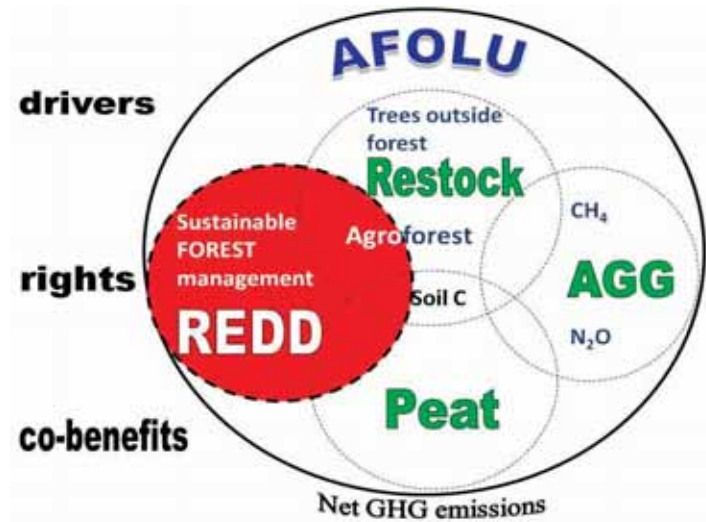 AFOLU
drivers
Trees outside
forest
Restock
CH₄
Sustainable
FOREST
management
Agroforest
rights
AGG
Soil C
REDD
N₂O
Peat
co-benefits
Net GHG emissions